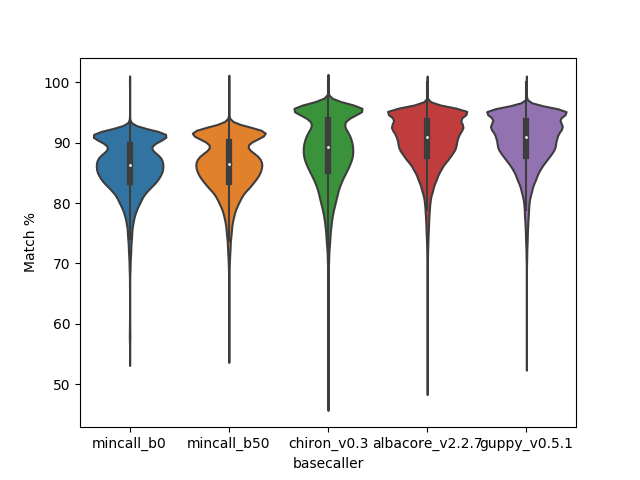 100
90
80
70
60
50
Match %
mincall_b0 mincall_b50 chiron_v0.3 albacore_v2.2.7 guppy_v0.5.1
basecaller